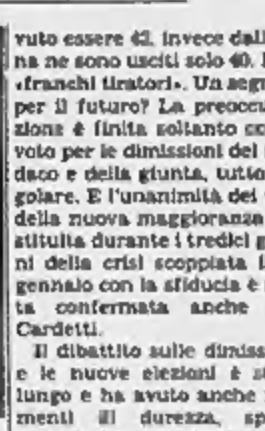 vuto essere 42. invece dall
na ne sono usciti solo 40.
«franchi tiratori». Un segn
per il futuro? La preoccu
zione è finita soltanto co
voto per le dimissioni del
daco e della giunta, tutto
golare. E l'unanimità dei
della nuova maggioranza
stituita durante i tredici g
ni della crisi scoppiata i
gennaio con la sfiducia è
ta confermata anche
Cardetti.
Il dibattito sulle dimiss
e le nuove elezioni è s
lungo e ha avuto anche
menti di durezza, sp